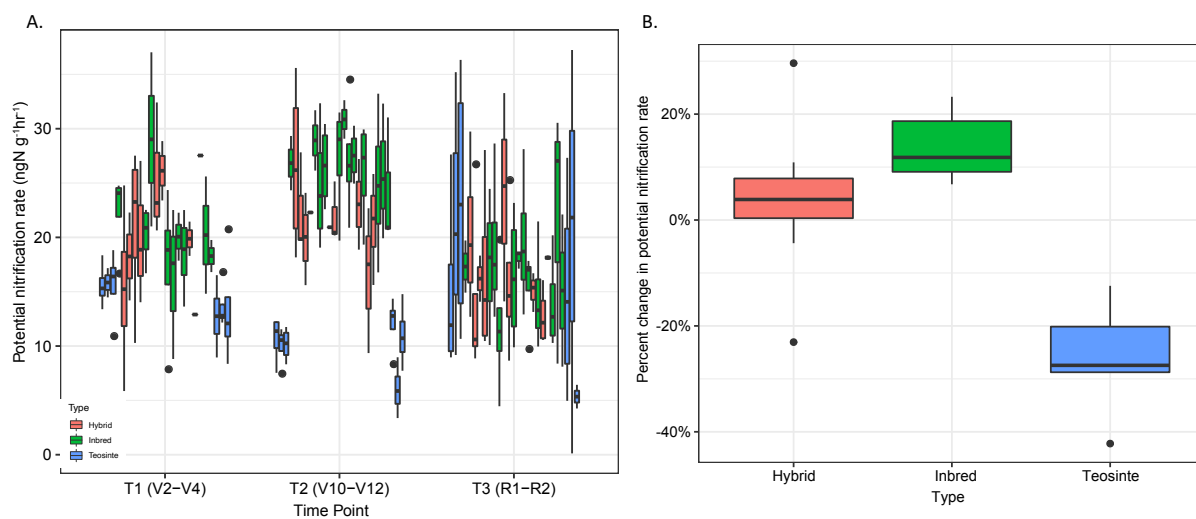 A.
Potential nitrification rate (ngN g⁻¹hr⁻¹)
30
20
10
0
Type
Hybrid
Inbred
Teosinte
T1 (V2−V4)
T2 (V10−V12)
T3 (R1−R2)
Time Point
B.
Percent change in potential nitrification rate
20%
0%
-20%
-40%
Hybrid
Inbred
Teosinte
Type